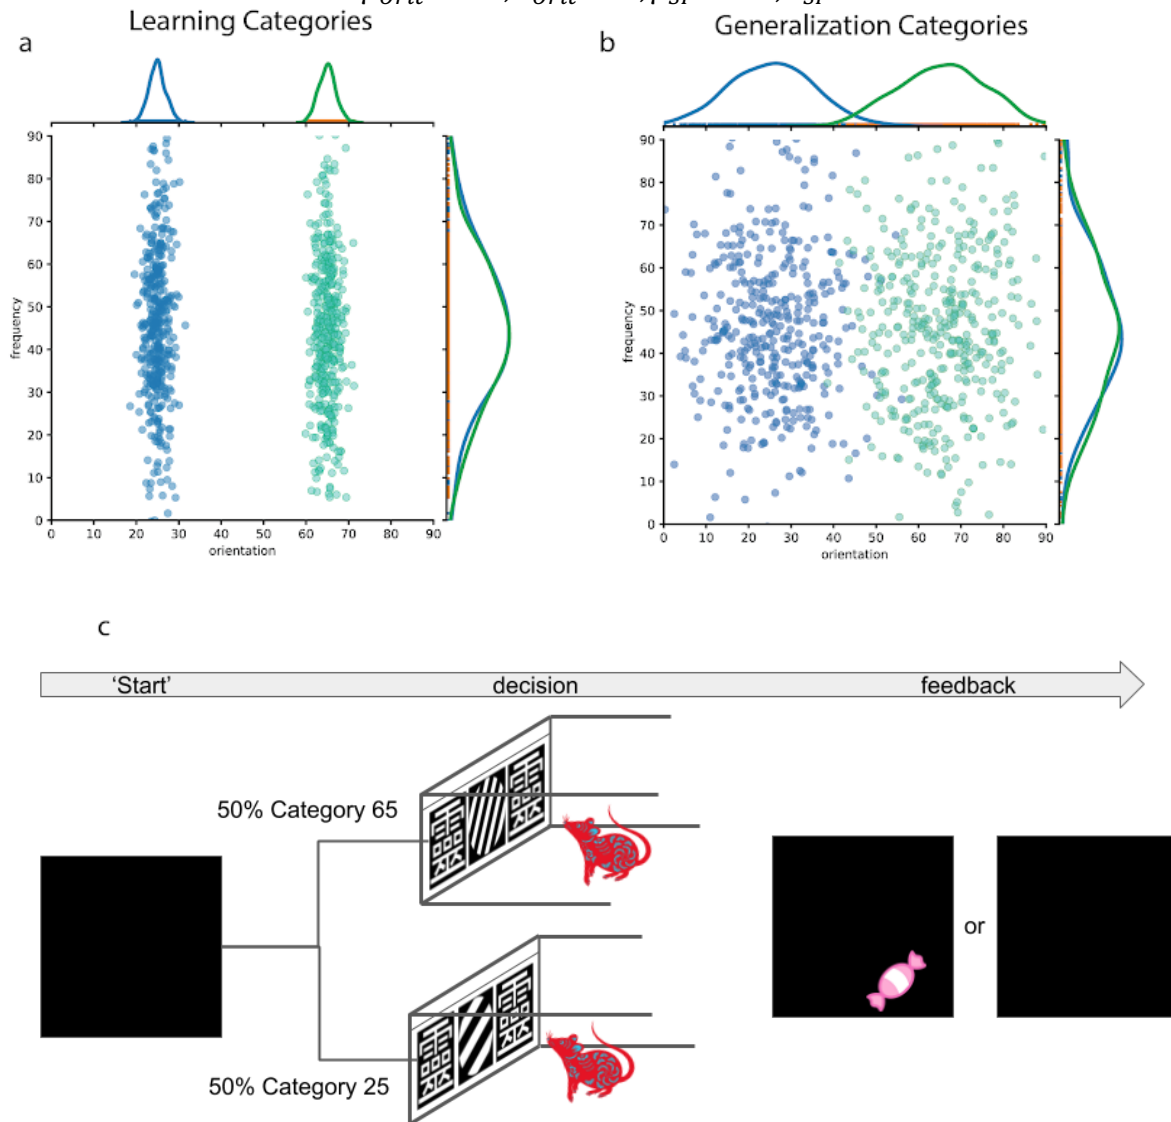 Learning Categories
Generalization Categories
a
b
90
80
70
60
50
40
30
20
10
0
frequency
0 10 20 30 40 50 60 70 80 90
orientation
90
80
70
60
50
40
30
20
10
0
frequency
0 10 20 30 40 50 60 70 80 90
orientation
c
‘Start’ decision feedback
50% Category 65
or
50% Category 25